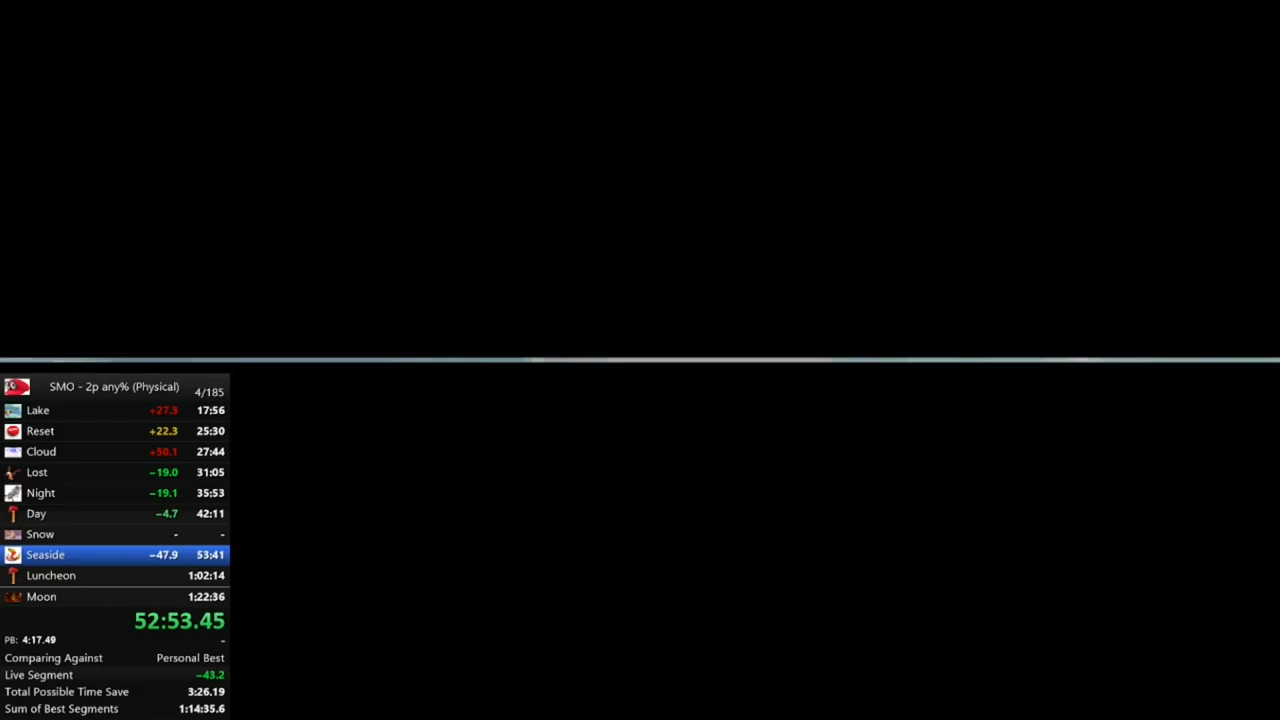 SMO - 2p any% (Physical) 4/185
Lake +27.3 17:56
Reset +22.3 25:30
Cloud +50.1 27:44
Lost −19.0 31:05
Night −19.1 35:53
Day −4.7 42:11
Snow - -
Seaside −47.9 53:41
Luncheon 1:02:14
Moon 1:22:36
52:53.45
PB: 4:17.49 -
Comparing Against Personal Best
Live Segment −43.2
Total Possible Time Save 3:26.19
Sum of Best Segments 1:14:35.6